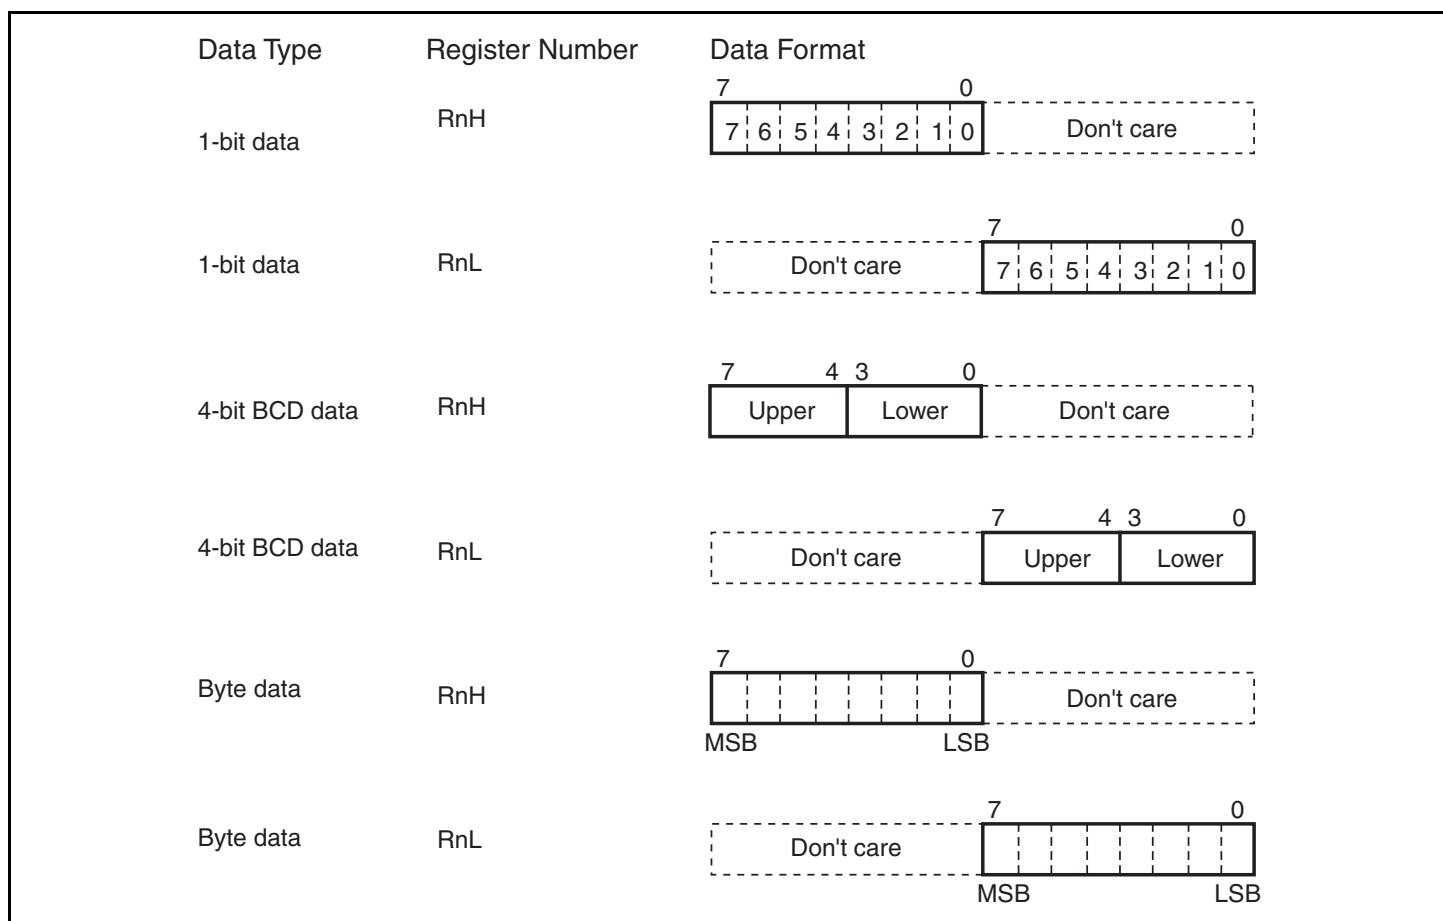 Data Type Register Number Data Format
7 0
1-bit data RnH 7 6 5 4 3 2 1 0 Don't care
7 0
1-bit data RnL Don't care 7 6 5 4 3 2 1 0
7 4 3 0
4-bit BCD data RnH Upper Lower Don't care
7 4 3 0
4-bit BCD data RnL Don't care Upper Lower
7 0
Byte data RnH Don't care
MSB LSB
7 0
Byte data RnL Don't care
MSB LSB